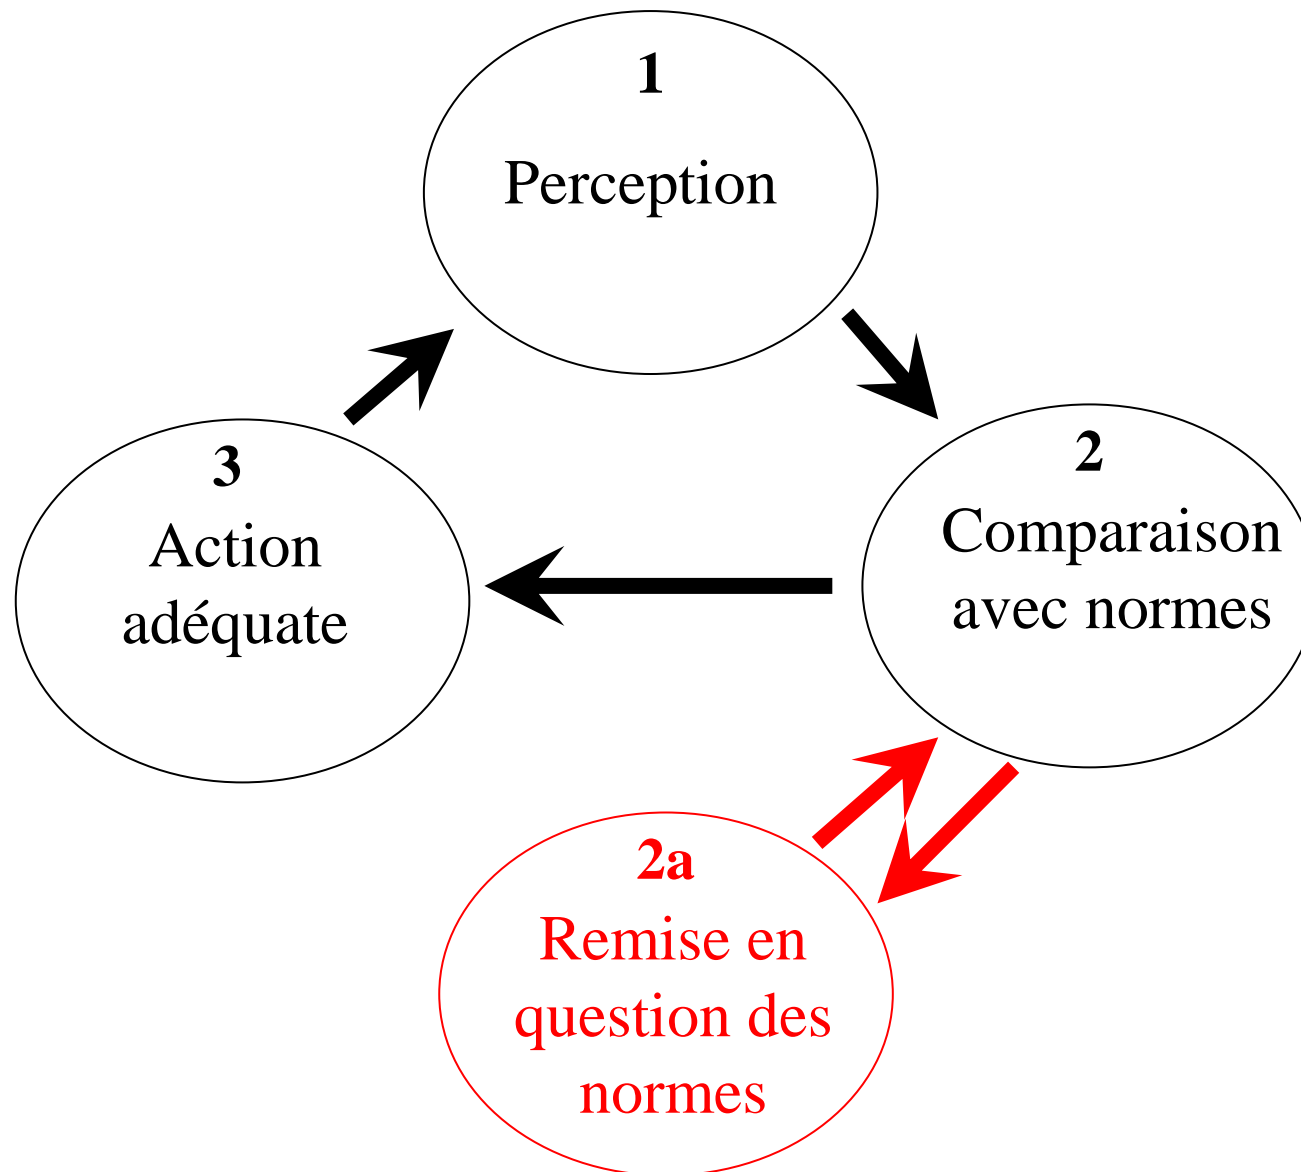 1
Perception
2
Comparaison
avec normes
3
Action
adéquate
2a
Remise en
question des
normes